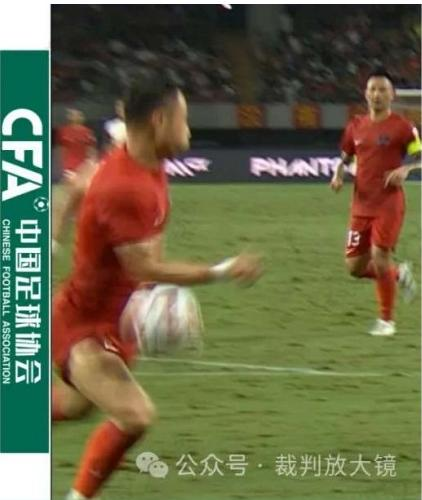 CFA
中国足球协会
CHINESE FOOTBALL ASSOCIATION
PHANTO
13
公众号 · 裁判放大镜